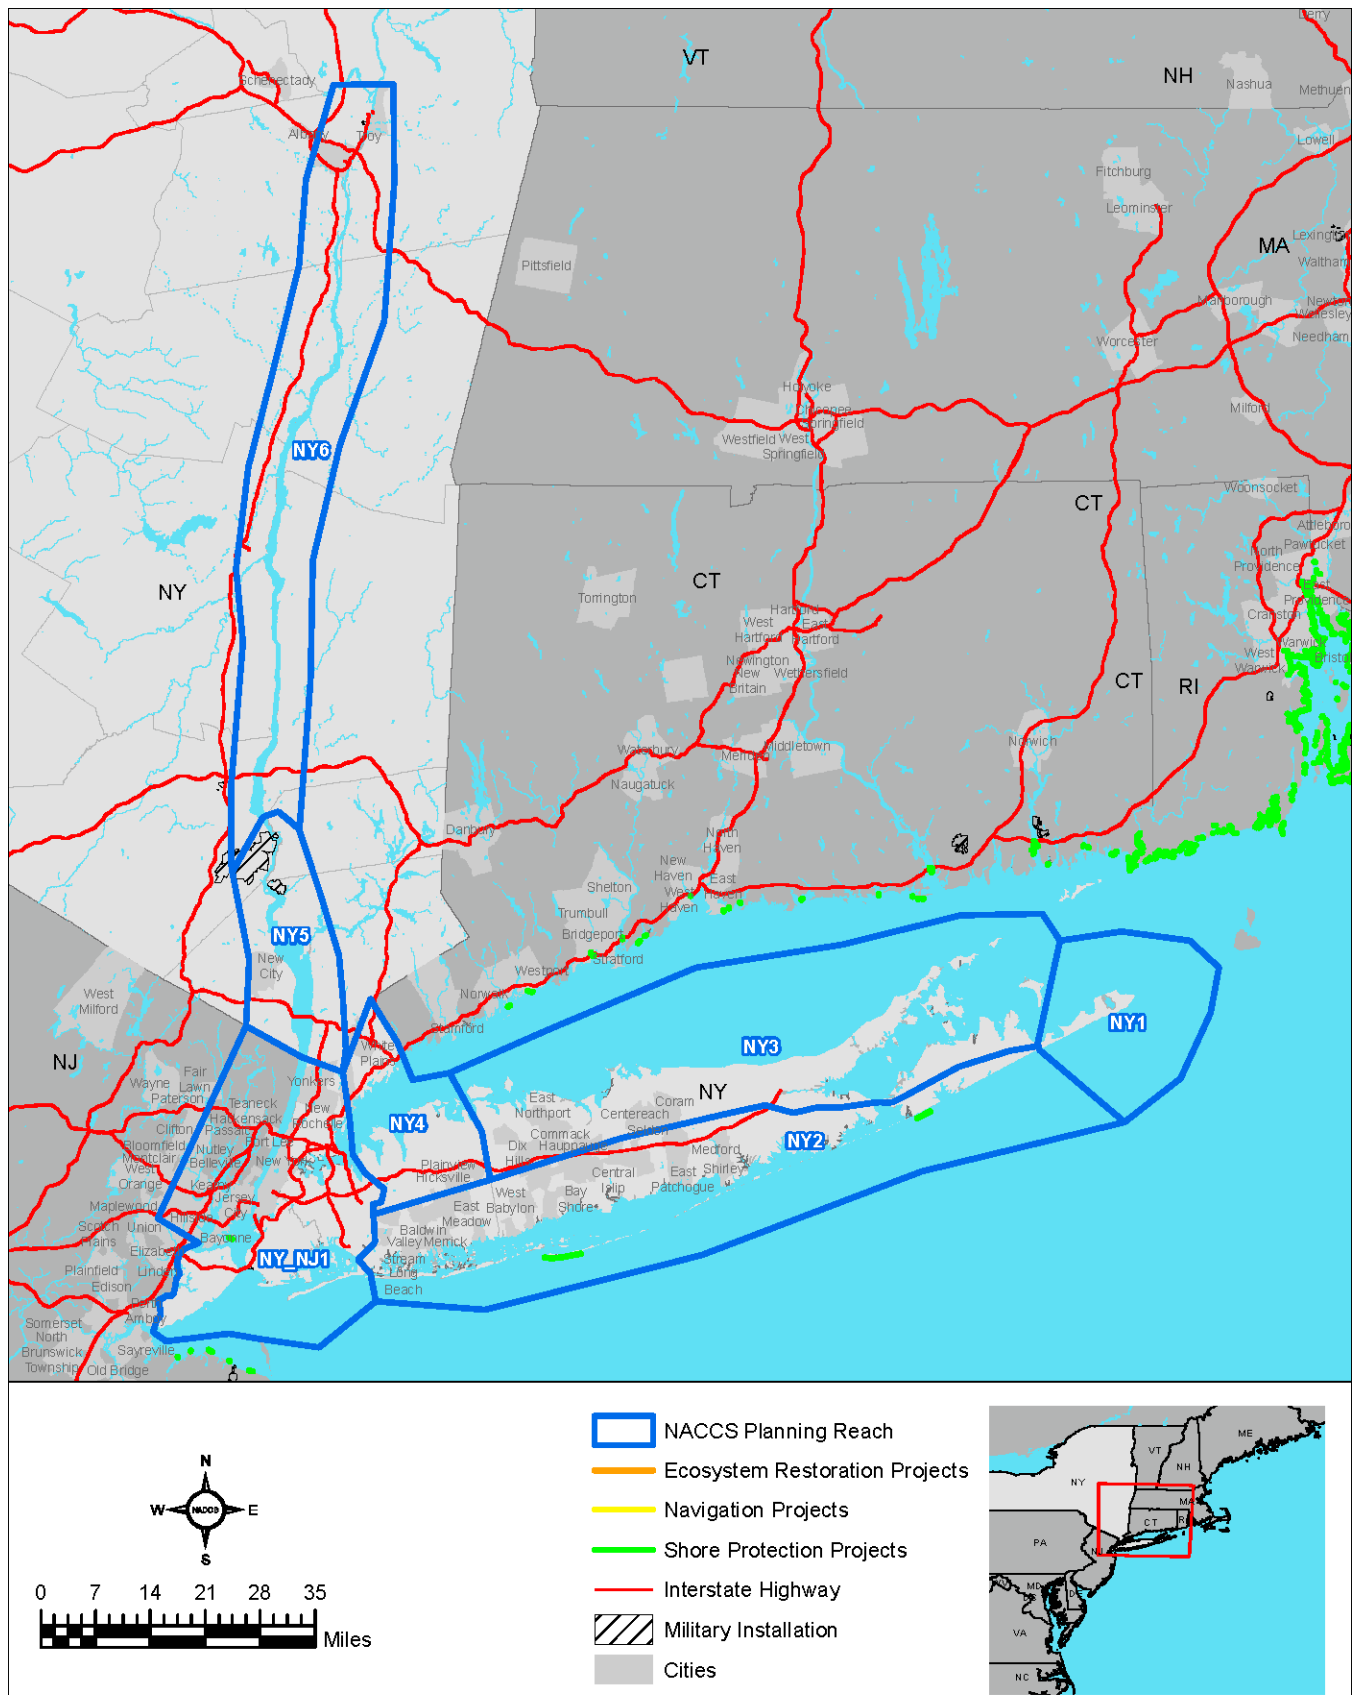 VT
NH
Derry
Nashua
Methuen
Schenectady
Albany
Troy
Lowell
Fitchburg
Leominster
Lexington
MA
Waltham
Pittsfield
Marlborough
Newton
Wellesley
Needham
Worcester
Holyoke
Chicopee
Springfield
Milford
Westfield
West
Springfield
NY6
Woonsocket
CT
Attleboro
Pawtucket
North
Providence
East
Providence
NY
CT
Torrington
Hartford
West
Hartford
East
Hartford
Cranston
Warwick
West
Warwick
Bristol
Newington
New
Britain
Wethersfield
CT
RI
Waterbury
Meriden
Middletown
Norwich
Naugatuck
Danbury
North
Haven
New
Haven
West
Haven
East
Haven
Shelton
Trumbull
Bridgeport
Stratford
NY5
New
City
Westport
Norwalk
West
Milford
Stamford
NY1
NY3
White
Plains
NJ
Fair
Lawn
Wayne
Paterson
Yonkers
NY
Teaneck
Hackensack
New
Rochelle
East
Northport
Coram
Centereach
Selden
Clifton
Passaic
Fort Lee
NY4
Commack
Hauppauge
Dix
Hills
NY2
Bloomfield
Montclair
Nutley
Belleville
New York
Medford
West
Orange
Kearny
Plainview
Hicksville
Central
Islip
East
Patchogue
Shirley
Jersey
City
Maplewood
Hillside
West
Babylon
Bay
Shore
Scotch
Plains
Union
East
Meadow
Bayonne
Baldwin
Valley
Stream
Merrick
Elizabeth
NY_NJ1
Plainfield
Linden
Long
Beach
Edison
Perth
Amboy
Somerset
North
Brunswick
Township
Sayreville
Old Bridge
N
W
NACCS
E
S
0 7 14 21 28 35
Miles
NACCS Planning Reach
Ecosystem Restoration Projects
Navigation Projects
Shore Protection Projects
Interstate Highway
Military Installation
Cities
ME
VT
NH
NY
MA
CT
RI
PA
NJ
MD
DE
VA
NC